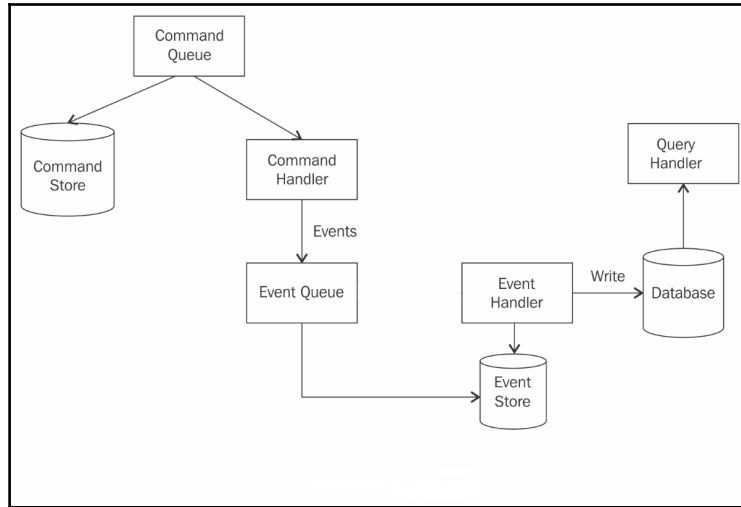 Command
Queue
Command
Store
Command
Handler
Query
Handler
Events
Event Queue
Event
Handler
Write
Database
Event
Store